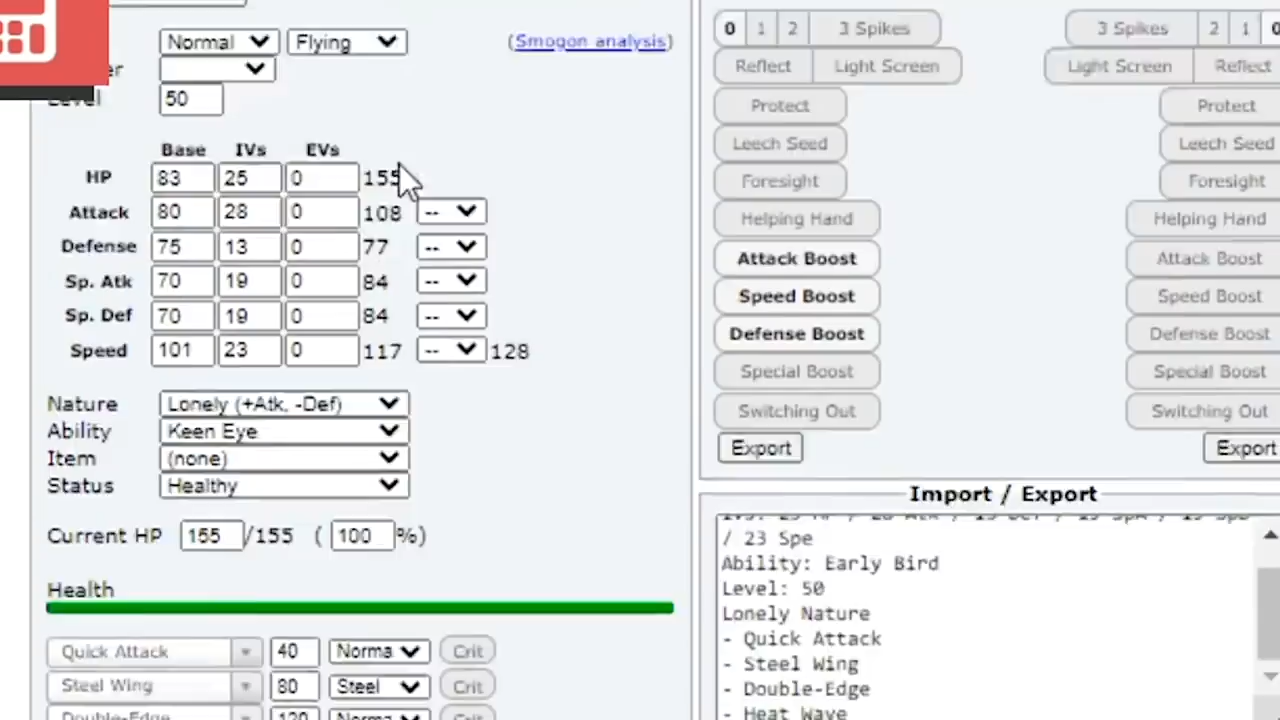 Normal Flying (Smogon analysis)
Level 50
Base IVs EVs
HP 83 25 0 155
Attack 80 28 0 108 --
Defense 75 13 0 77 --
Sp. Atk 70 19 0 84 --
Sp. Def 70 19 0 84 --
Speed 101 23 0 117 -- 128
Nature Lonely (+Atk, -Def)
Ability Keen Eye
Item (none)
Status Healthy
Current HP 155 /155 ( 100 %)
Health
Quick Attack 40 Norma Crit
Steel Wing 80 Steel Crit
Double-Edge 120 Norma Crit
0 1 2 3 Spikes 3 Spikes 2 1 0
Reflect Light Screen Light Screen Reflect
Protect Protect
Leech Seed Leech Seed
Foresight Foresight
Helping Hand Helping Hand
Attack Boost Attack Boost
Speed Boost Speed Boost
Defense Boost Defense Boost
Special Boost Special Boost
Switching Out Switching Out
Export Export
Import / Export
/ 23 Spe
Ability: Early Bird
Level: 50
Lonely Nature
- Quick Attack
- Steel Wing
- Double-Edge
- Heat Wave